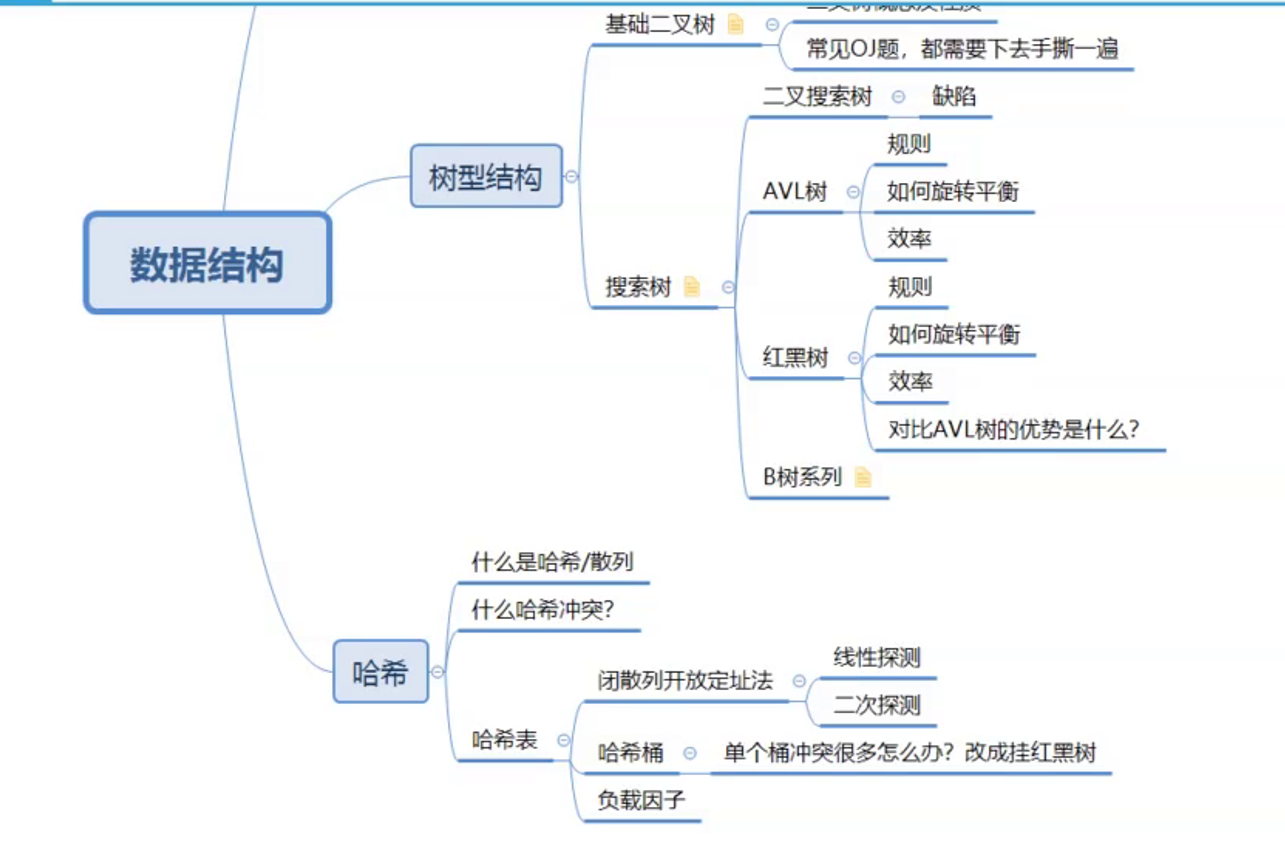 基础二叉树
常见OJ题，都需要下去手撕一遍
二叉搜索树
缺陷
规则
树型结构
AVL树
如何旋转平衡
效率
数据结构
搜索树
规则
如何旋转平衡
红黑树
效率
对比AVL树的优势是什么？
B树系列
什么是哈希/散列
什么哈希冲突？
哈希
线性探测
闭散列开放定址法
二次探测
哈希表
哈希桶
单个桶冲突很多怎么办？改成挂红黑树
负载因子